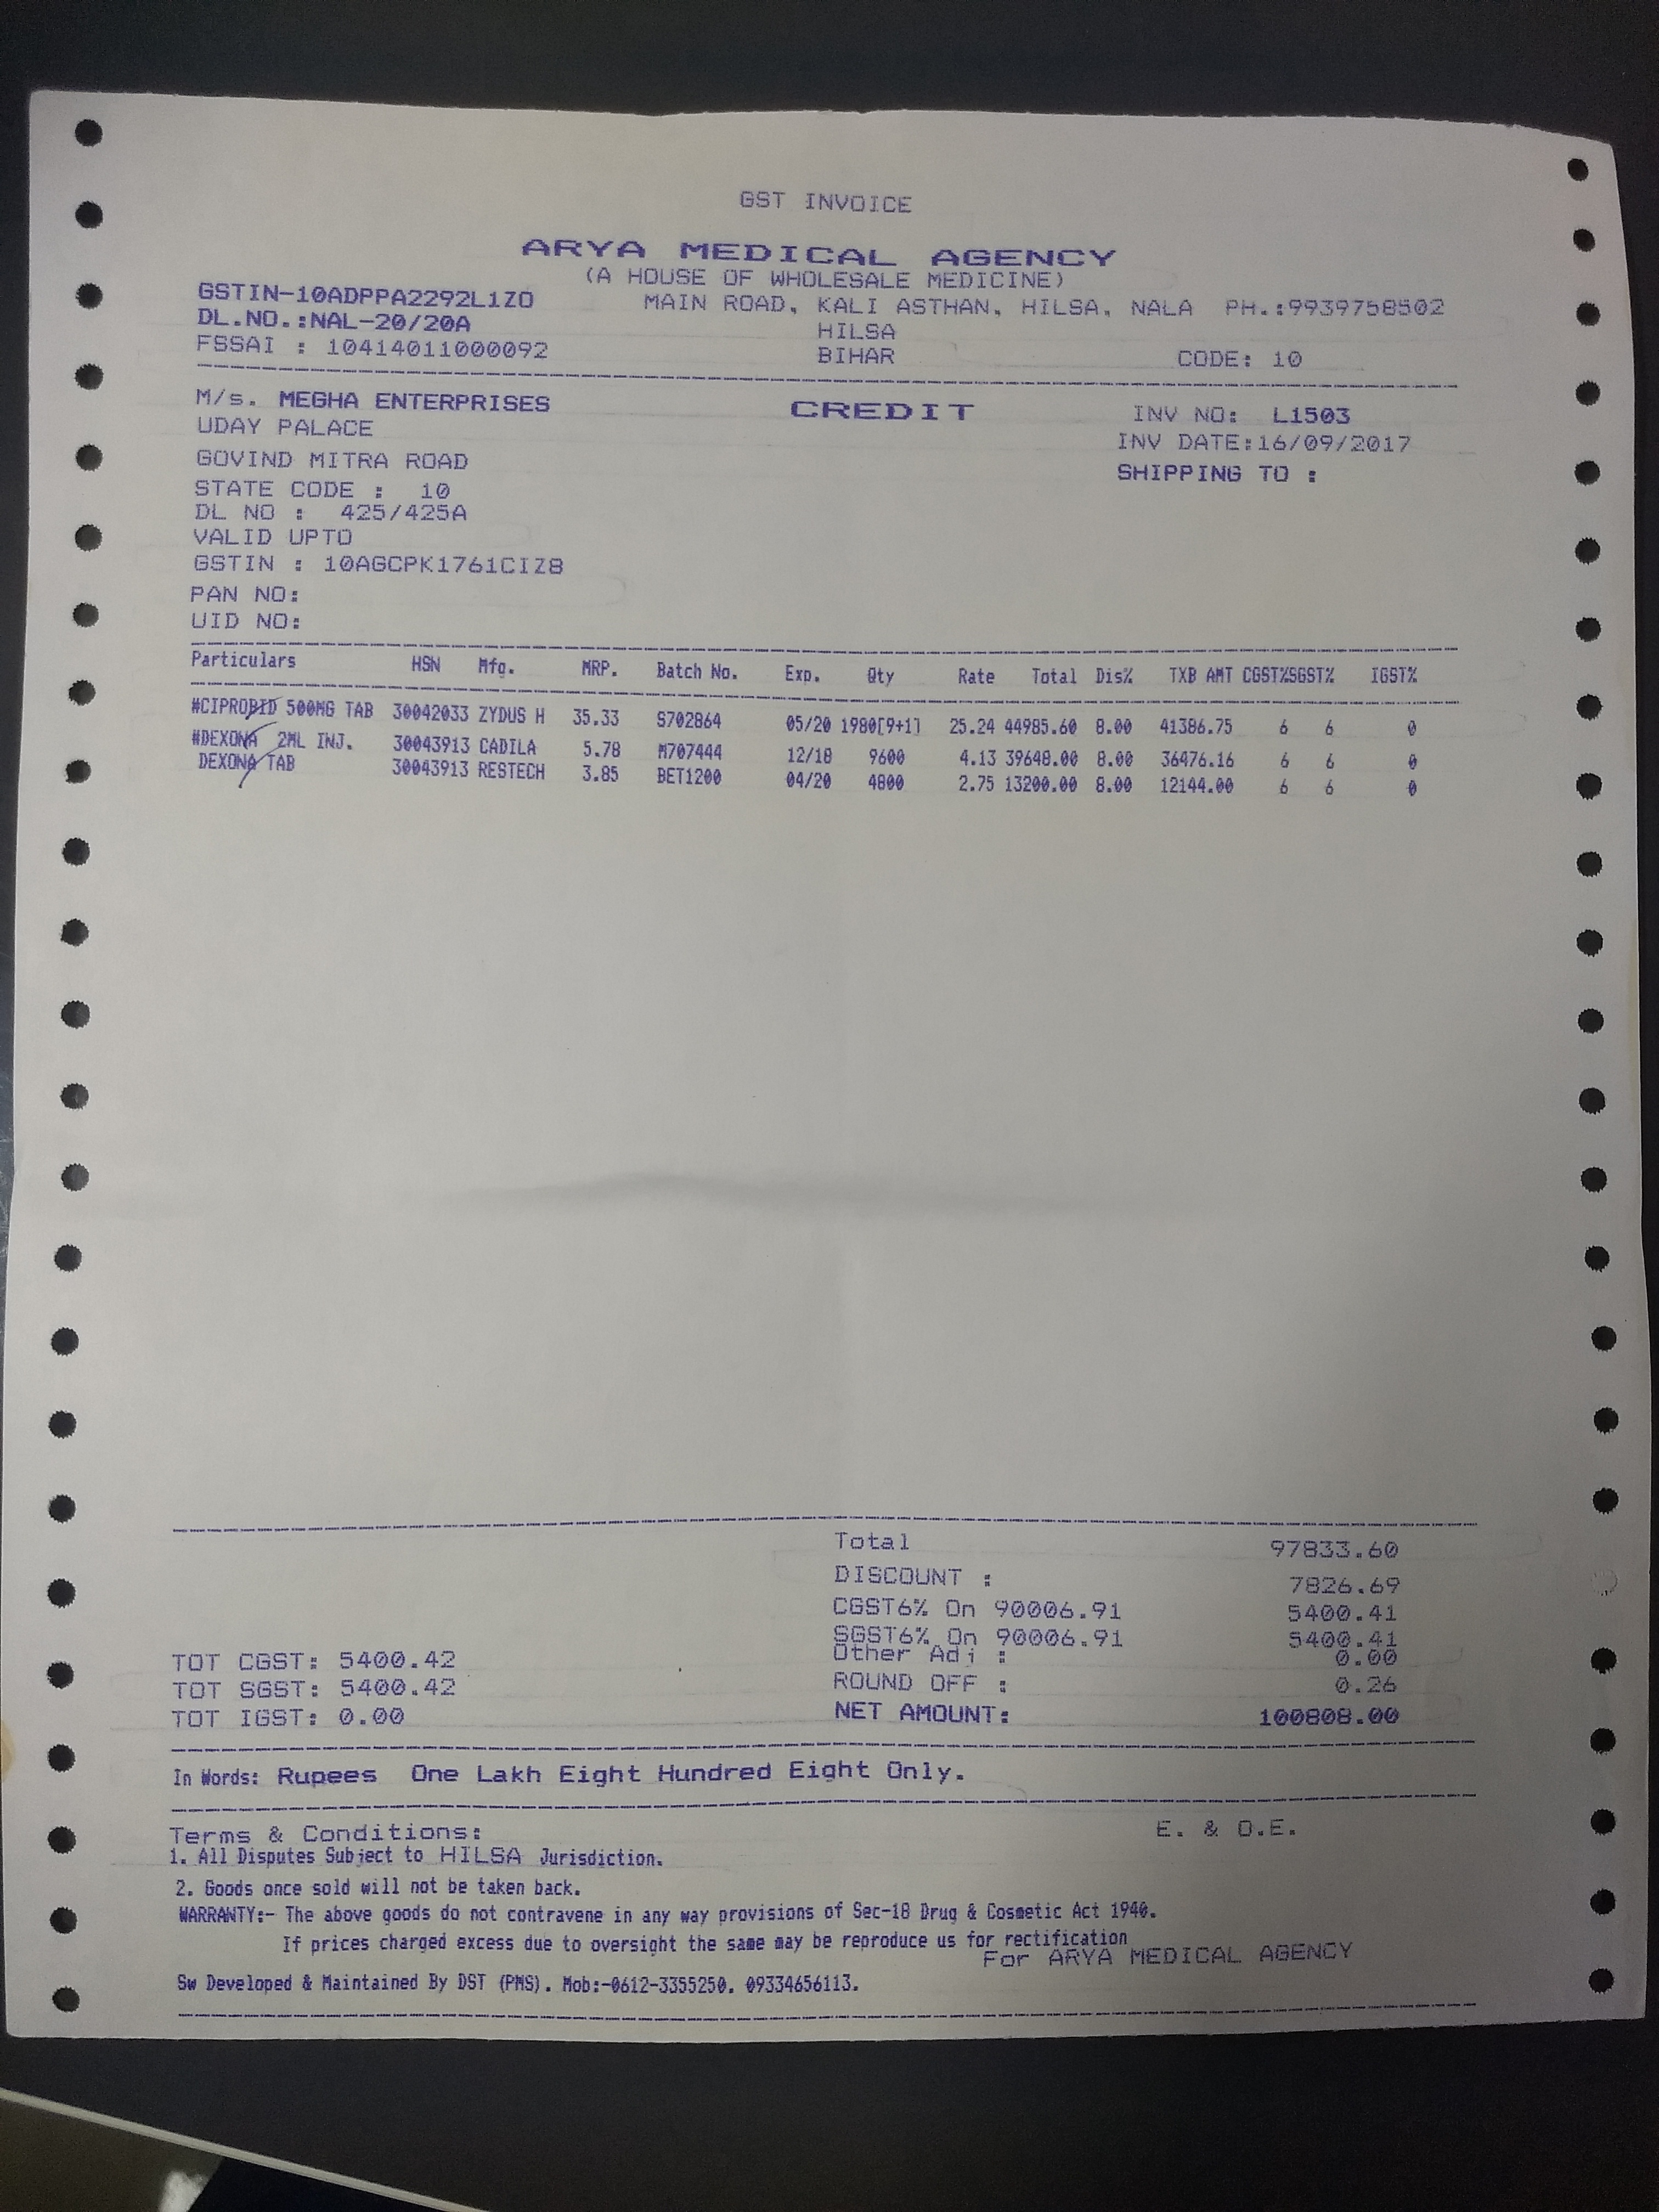 GST INVOICE
ARYA MEDICAL AGENCY
(A HOUSE OF WHOLESALE MEDICINE)
GSTIN-10ADPPA2292L1ZO MAIN ROAD, KALI ASTHAN, HILSA, NALA PH.:9939758502
DL.NO.:NAL-20/20A HILSA
FSSAI : 10414011000092 BIHAR CODE: 10
M/s. MEGHA ENTERPRISES CREDIT INV NO: L1503
UDAY PALACE INV DATE:16/09/2017
GOVIND MITRA ROAD SHIPPING TO :
STATE CODE : 10
DL NO : 425/425A
VALID UPTO
GSTIN : 10AGCPK1761CIZ8
PAN NO:
UID NO:
Particulars HSN Mfg. MRP. Batch No. Exp. Qty Rate Total Dis% TXB AMT CGST%SGST% IGST%
#CIPROBID 500MG TAB 30042033 ZYDUS H 35.33 S702864 05/20 1980[9+1] 25.24 44985.60 8.00 41386.75 6 6 0
#DEXONA 2ML INJ. 30043913 CADILA 5.78 M707444 12/18 9600 4.13 39648.00 8.00 36476.16 6 6 0
DEXONA TAB 30043913 RESTECH 3.85 BET1200 04/20 4800 2.75 13200.00 8.00 12144.00 6 6 0
Total 97833.60
DISCOUNT : 7826.69
CGST6% On 90006.91 5400.41
SGST6% On 90006.91 5400.41
TOT CGST: 5400.42 Other Adj : 0.00
TOT SGST: 5400.42 ROUND OFF : 0.26
TOT IGST: 0.00 NET AMOUNT: 100808.00
In Words: Rupees One Lakh Eight Hundred Eight Only.
Terms & Conditions: E. & O.E.
1. All Disputes Subject to HILSA Jurisdiction.
2. Goods once sold will not be taken back.
WARRANTY:- The above goods do not contravene in any way provisions of Sec-18 Drug & Cosmetic Act 1940.
If prices charged excess due to oversight the same may be reproduce us for rectification
For ARYA MEDICAL AGENCY
Sw Developed & Maintained By DST (PMS). Mob:-0612-3355250. 09334656113.